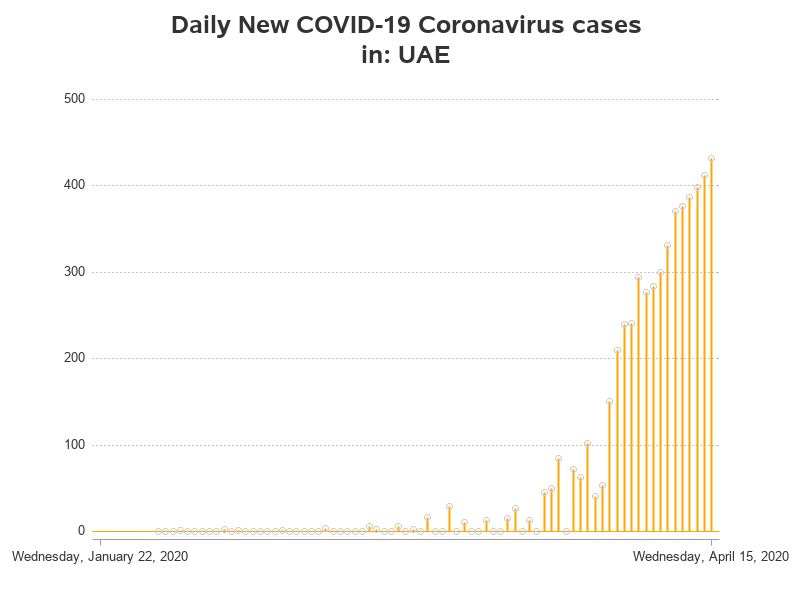 Daily New COVID-19 Coronavirus cases
in: UAE
500
400
300
200
100
0
Wednesday, January 22, 2020
Wednesday, April 15, 2020